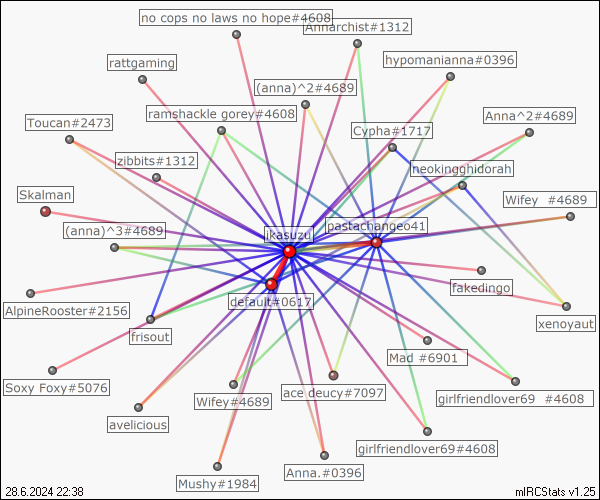 no cops no laws no hope#4608
Annarchist#1312
rattgaming
hypomanianna#0396
(anna)^2#4689
ramshackle gorey#4608
Anna^2#4689
Toucan#2473
Cypha#1717
zibbits#1312
neokingghidorah
Skalman
Wifey #4689
(anna)^3#4689
jkasuzu
pastachangeo41
fakedingo
default#0617
AlpineRooster#2156
xenoyaut
frisout
Mad #6901
Soxy Foxy#5076
ace deucy#7097
Wifey#4689
girlfriendlover69 #4608
avelicious
girlfriendlover69#4608
Anna.#0396
Mushy#1984
28.6.2024 22:38
mIRCStats v1.25